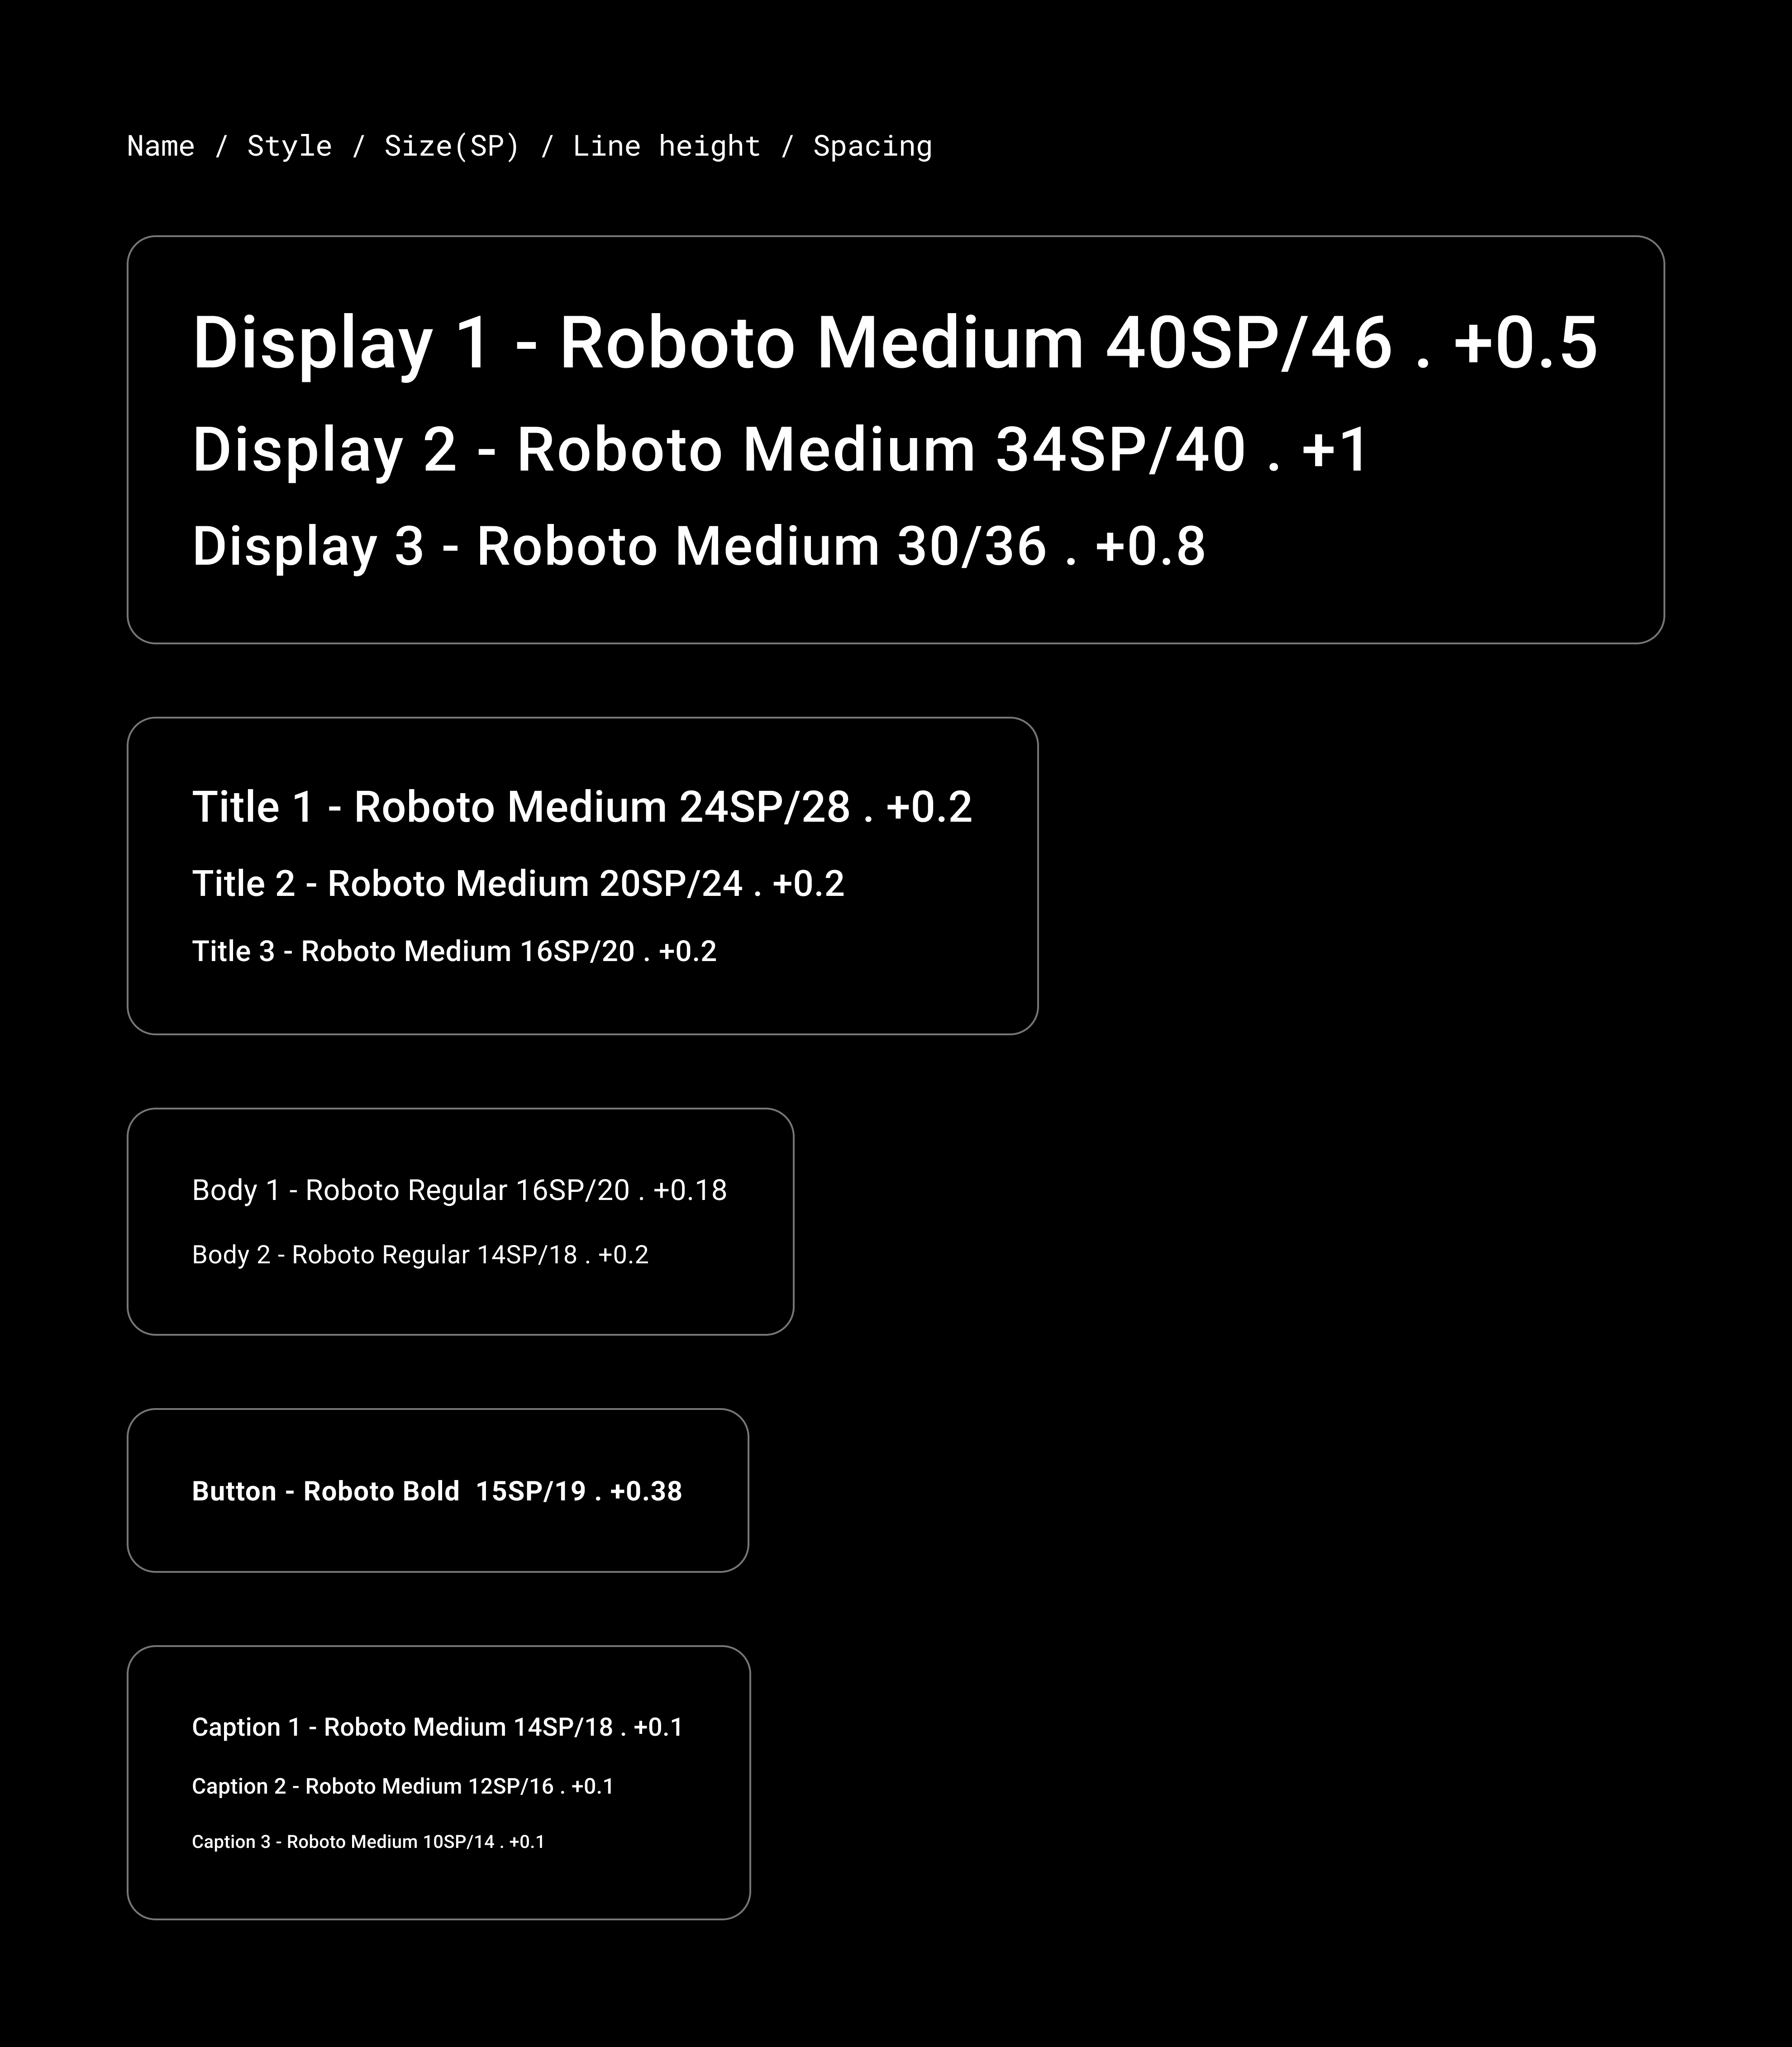 Name / Style / Size(SP) / Line height / Spacing
Display 1 - Roboto Medium 40SP/46 . +0.5
Display 2 - Roboto Medium 34SP/40 . +1
Display 3 - Roboto Medium 30/36 . +0.8
Title 1 - Roboto Medium 24SP/28 . +0.2
Title 2 - Roboto Medium 20SP/24 . +0.2
Title 3 - Roboto Medium 16SP/20 . +0.2
Body 1 - Roboto Regular 16SP/20 . +0.18
Body 2 - Roboto Regular 14SP/18 . +0.2
Button - Roboto Bold  15SP/19 . +0.38
Caption 1 - Roboto Medium 14SP/18 . +0.1
Caption 2 - Roboto Medium 12SP/16 . +0.1
Caption 3 - Roboto Medium 10SP/14 . +0.1